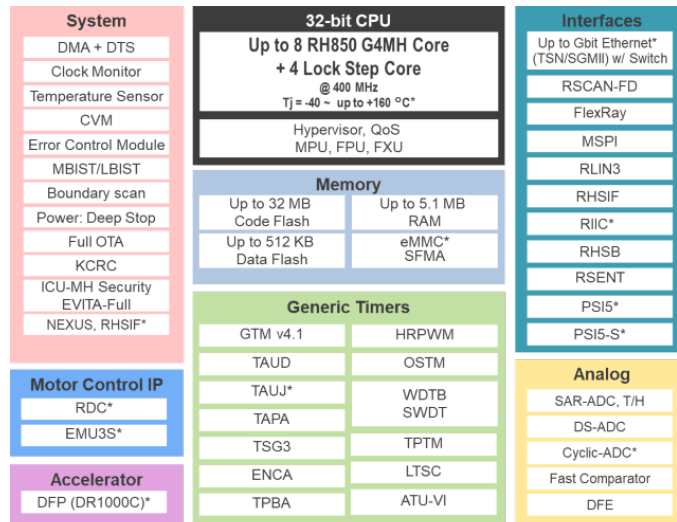 System
DMA + DTS
Clock Monitor
Temperature Sensor
CVM
Error Control Module
MBIST/LBIST
Boundary scan
Power: Deep Stop
Full OTA
KCRC
ICU-MH Security
EVITA-Full
NEXUS, RHSIF*
Motor Control IP
RDC*
EMU3S*
Accelerator
DFP (DR1000C)*
32-bit CPU
Up to 8 RH850 G4MH Core
+ 4 Lock Step Core
@ 400 MHz
Tj = -40 ~ up to +160 °C*
Hypervisor, QoS
MPU, FPU, FXU
Memory
Up to 32 MB
Code Flash
Up to 5.1 MB
RAM
Up to 512 KB
Data Flash
eMMC*
SFMA
Generic Timers
GTM v4.1
TAUD
TAUJ*
TAPA
TSG3
ENCA
TPBA
HRPWM
OSTM
WDTB
SWDT
TPTM
LTSC
ATU-VI
Interfaces
Up to Gbit Ethernet*
(TSN/SGMII) w/ Switch
RSCAN-FD
FlexRay
MSPI
RLIN3
RHSIF
RIIC*
RHSB
RSENT
PSI5*
PSI5-S*
Analog
SAR-ADC, T/H
DS-ADC
Cyclic-ADC*
Fast Comparator
DFE